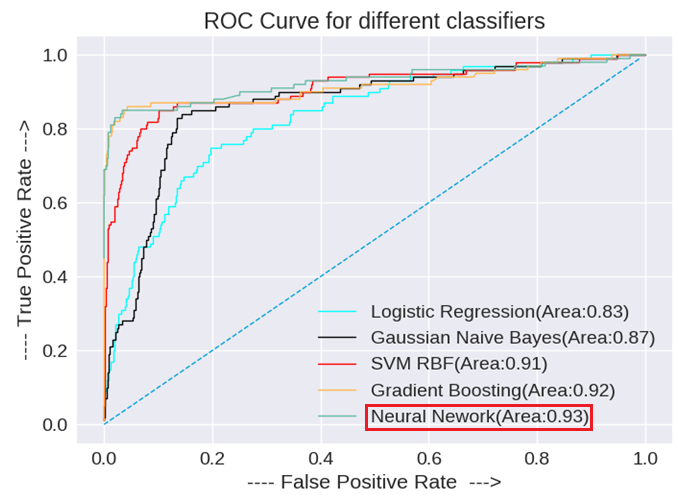 ROC Curve for different classifiers
1.0
0.8
0.6
0.4
0.2
0.0
---- True Positive Rate --->
Logistic Regression(Area:0.83)
Gaussian Naive Bayes(Area:0.87)
SVM RBF(Area:0.91)
Gradient Boosting(Area:0.92)
Neural Nework(Area:0.93)
0.0 0.2 0.4 0.6 0.8 1.0
---- False Positive Rate --->